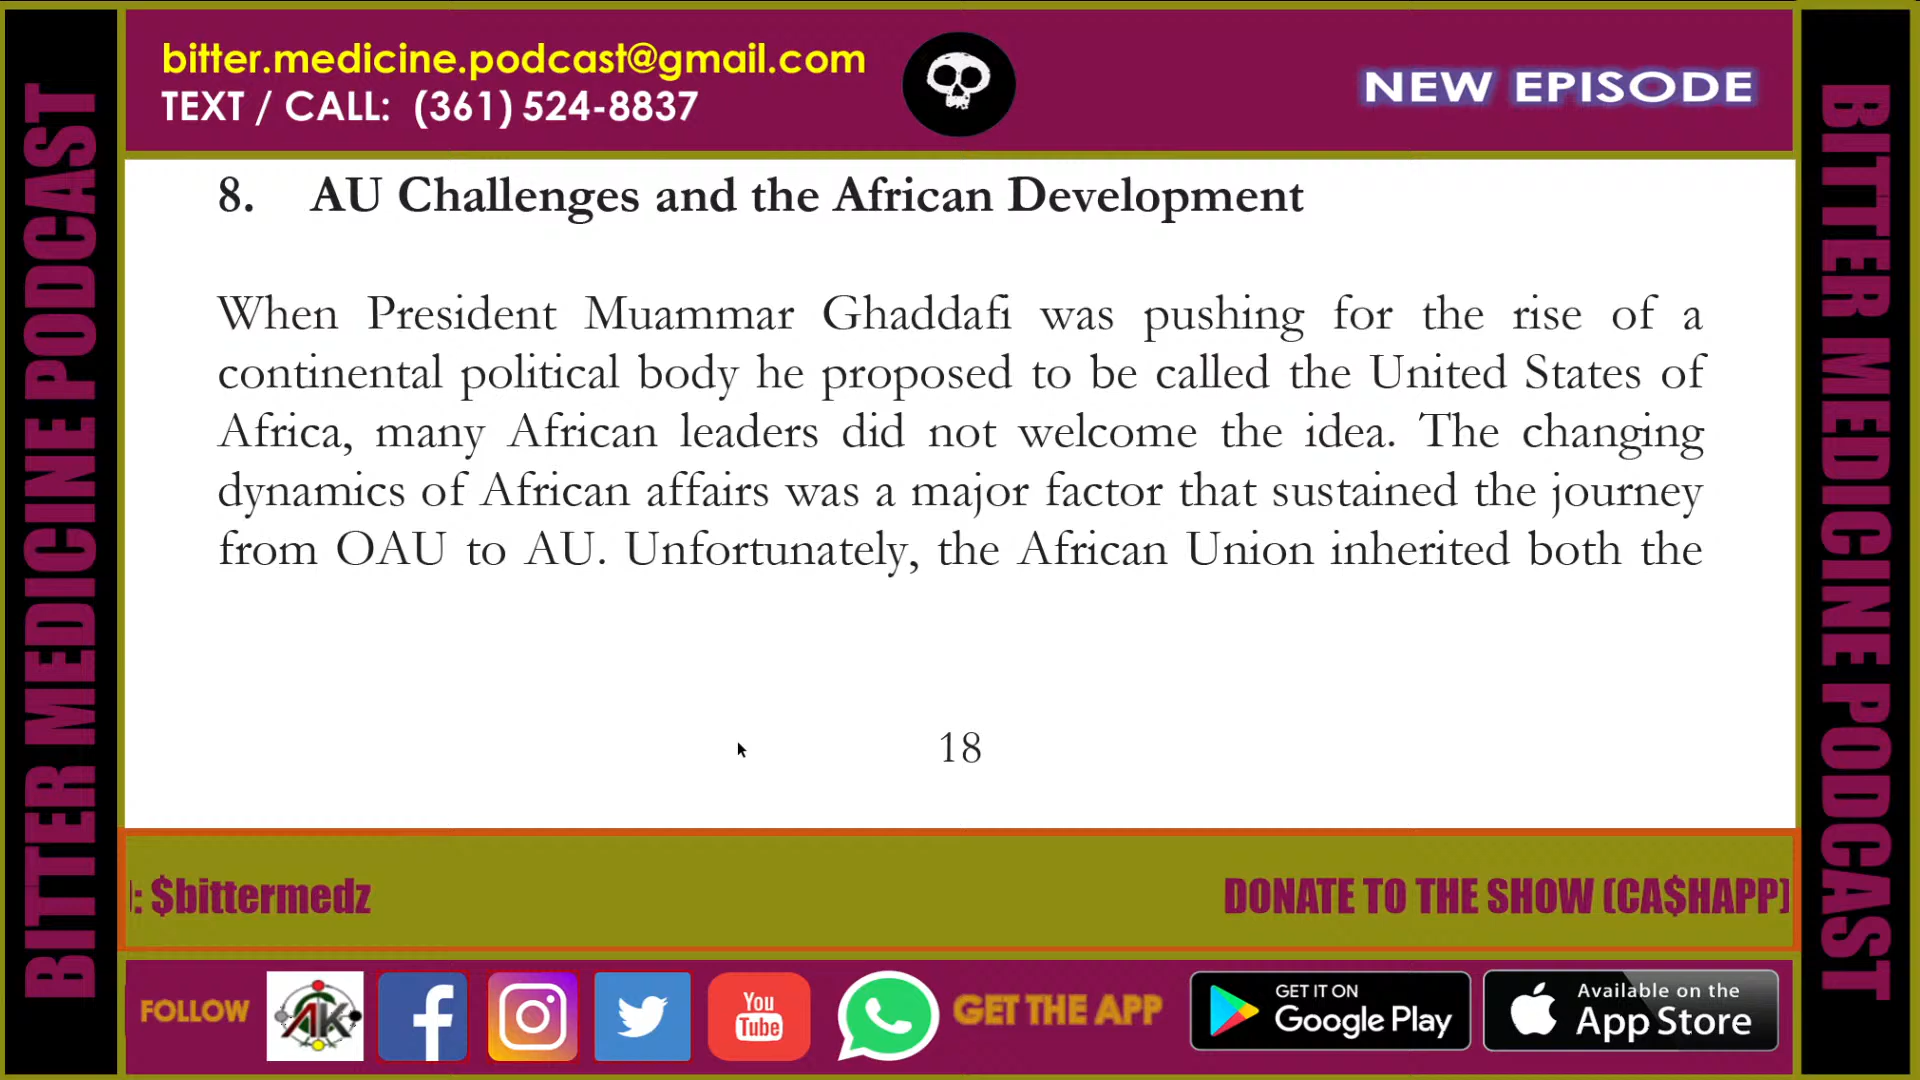 bitter.medicine.podcast@gmail.com
TEXT / CALL: (361) 524-8837
NEW EPISODE
BITTER MEDICINE PODCAST
8. AU Challenges and the African Development
When President Muammar Ghaddafi was pushing for the rise of a
continental political body he proposed to be called the United States of
Africa, many African leaders did not welcome the idea. The changing
dynamics of African affairs was a major factor that sustained the journey
from OAU to AU. Unfortunately, the African Union inherited both the
18
BITTER MEDICINE PODCAST
): $bittermedz
DONATE TO THE SHOW (CA$HAPP)
FOLLOW
AK
You
Tube
GET THE APP
GET IT ON
Google Play
Available on the
App Store